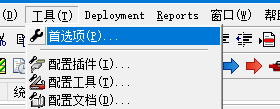 (D) 工具(T) Deployment Reports 窗口(W) 帮助
首选项(P)...
配置插件(I)...
配置工具(I)...
配置文档(D)...
统